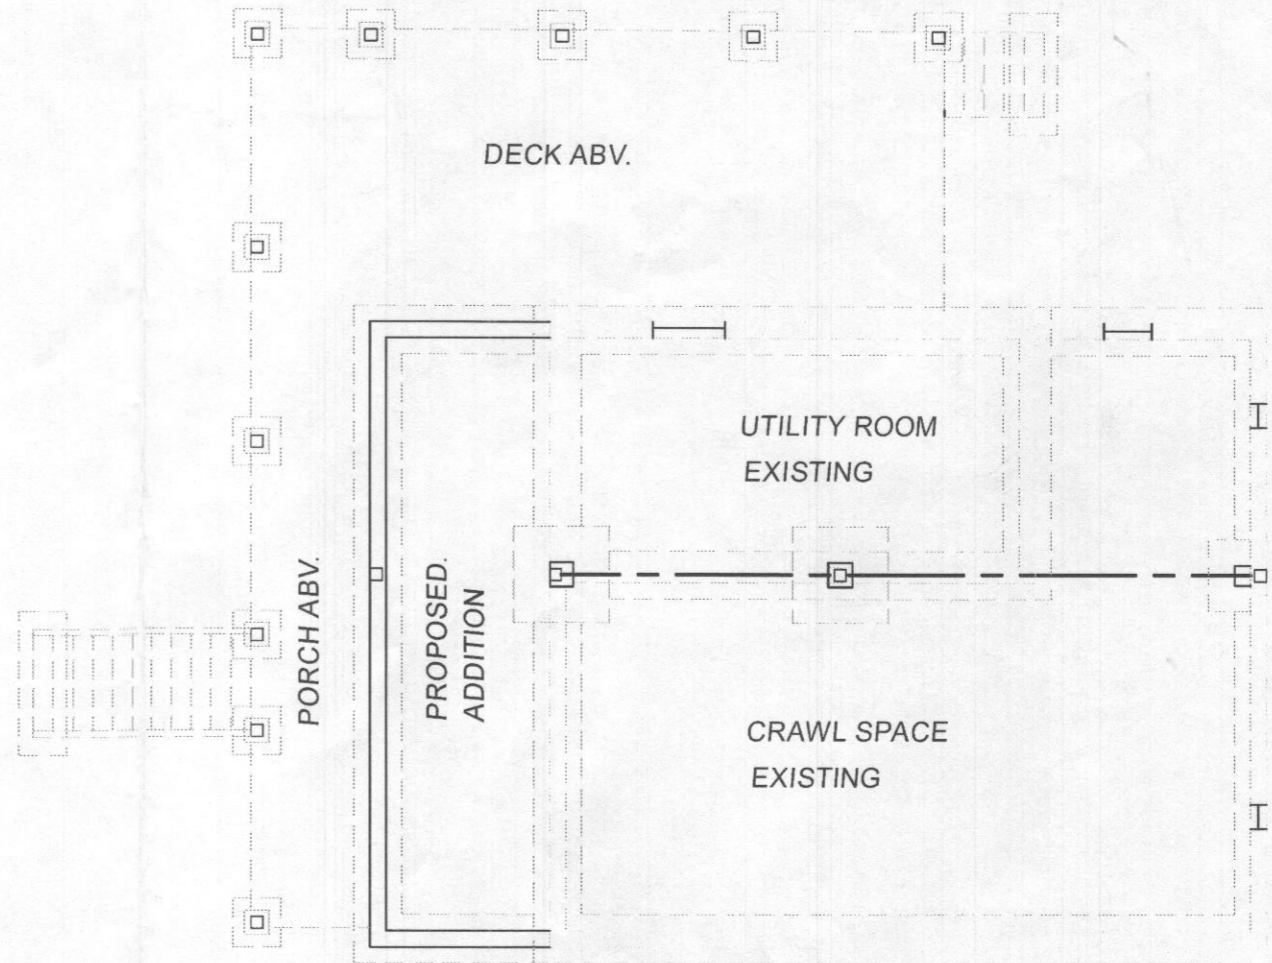 DECK ABV.
UTILITY ROOM
EXISTING
PORCH ABV.
PROPOSED.
ADDITION
CRAWL SPACE
EXISTING